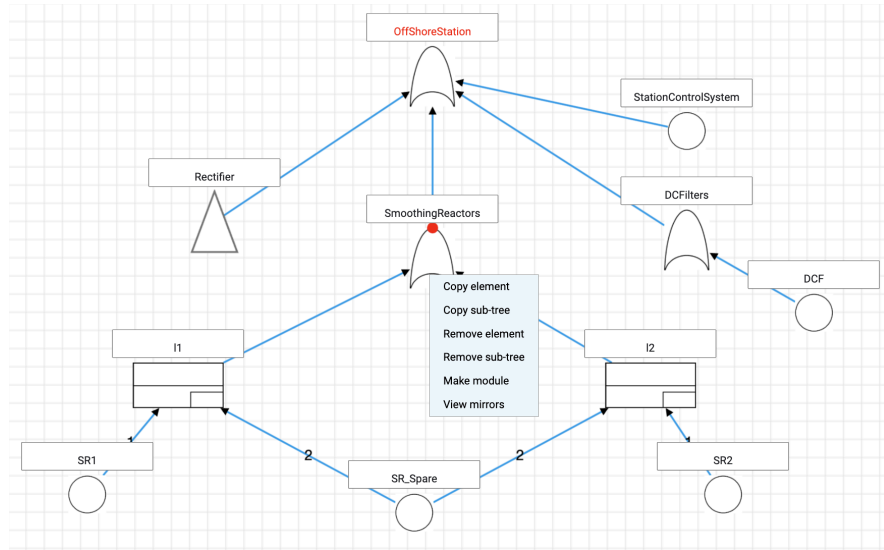 OffShoreStation
StationControlSystem
Rectifier
DCFilters
SmoothingReactors
DCF
Copy element
Copy sub-tree
Remove element
Remove sub-tree
Make module
View mirrors
I1
I2
1
2
2
1
SR1
SR_Spare
SR2